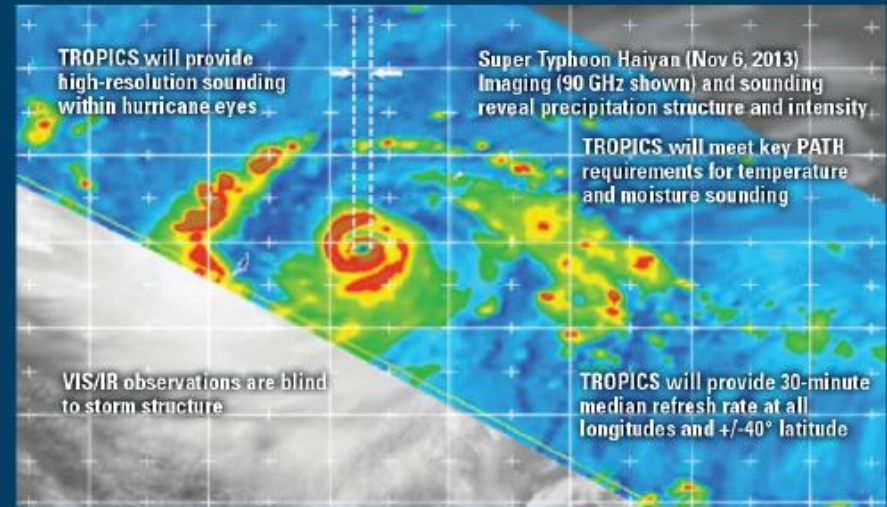 TROPICS will provide
high-resolution sounding
within hurricane eyes
Super Typhoon Haiyan (Nov 6, 2013)
Imaging (90 GHz shown) and sounding
reveal precipitation structure and intensity
TROPICS will meet key PATH
requirements for temperature
and moisture sounding
VIS/IR observations are blind
to storm structure
TROPICS will provide 30-minute
median refresh rate at all
longitudes and +/-40° latitude